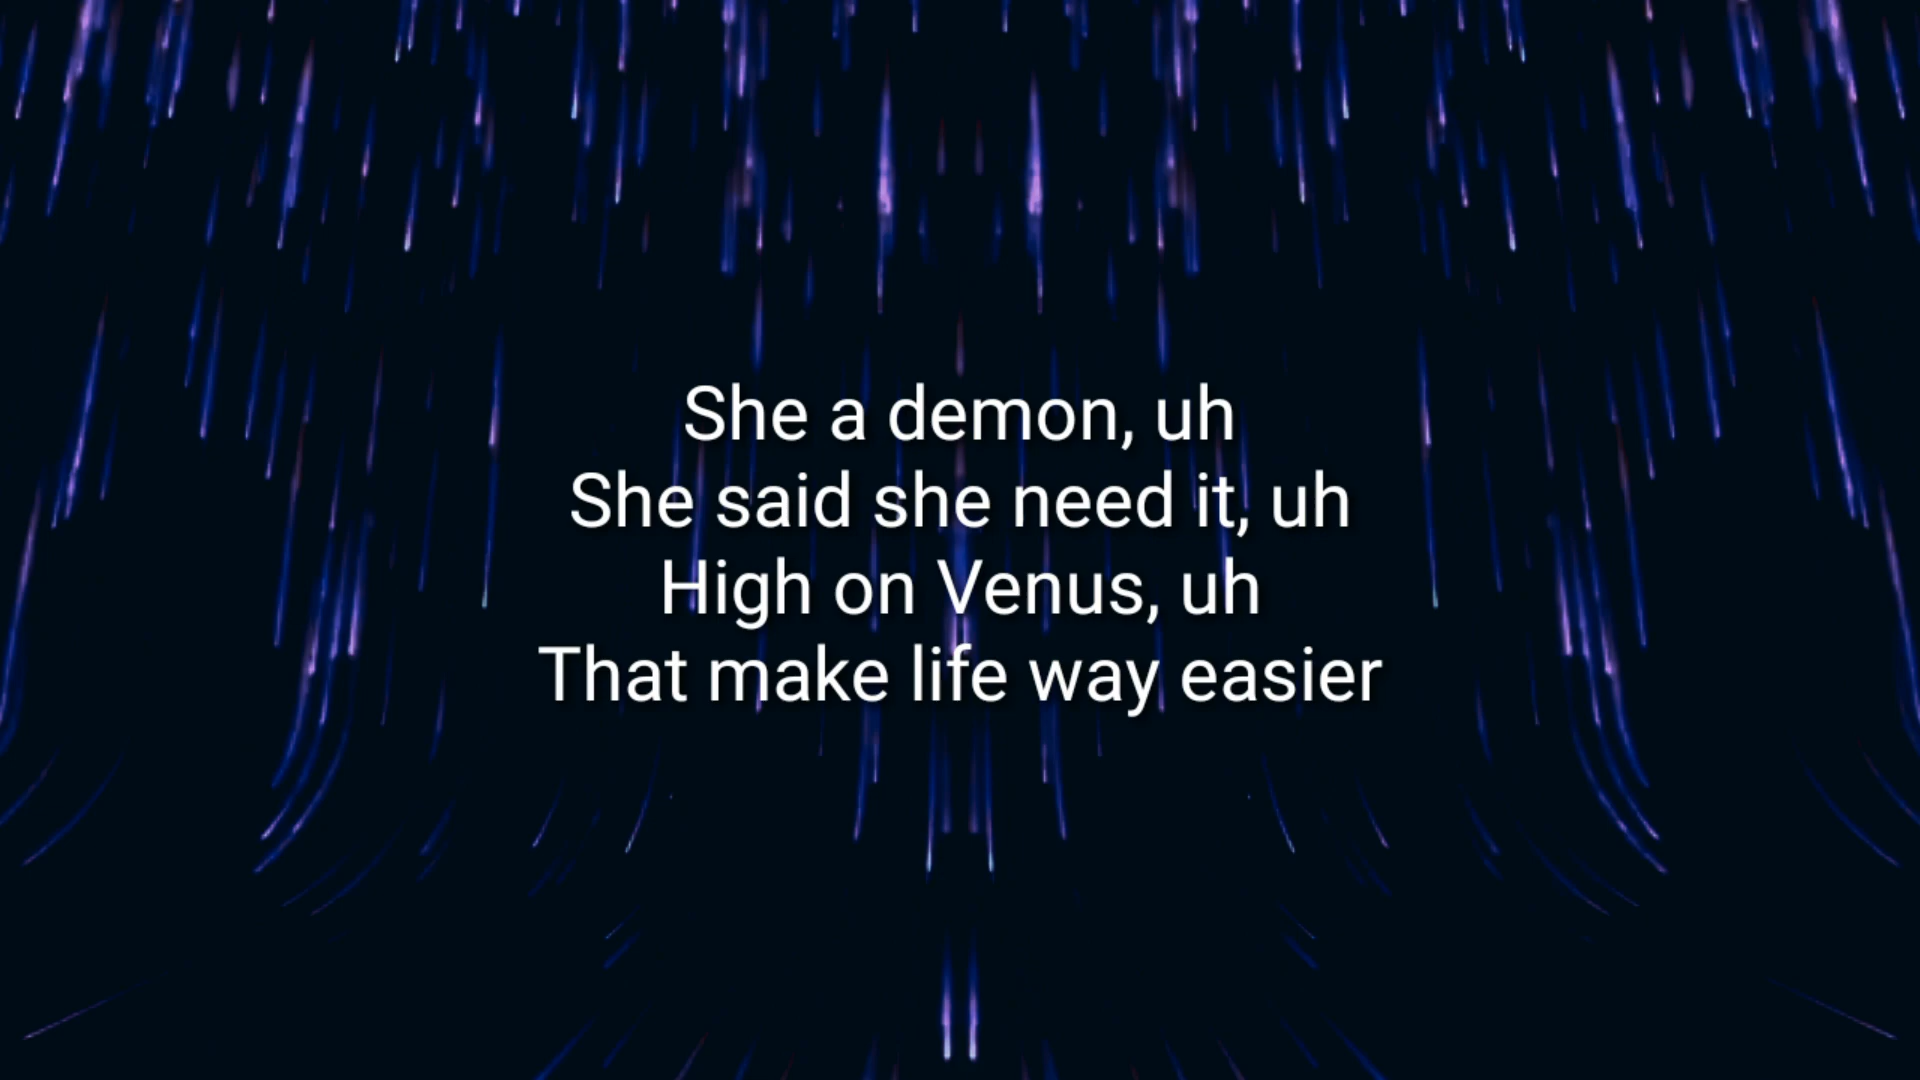 She a demon, uh
She said she need it, uh
High on Venus, uh
That make life way easier